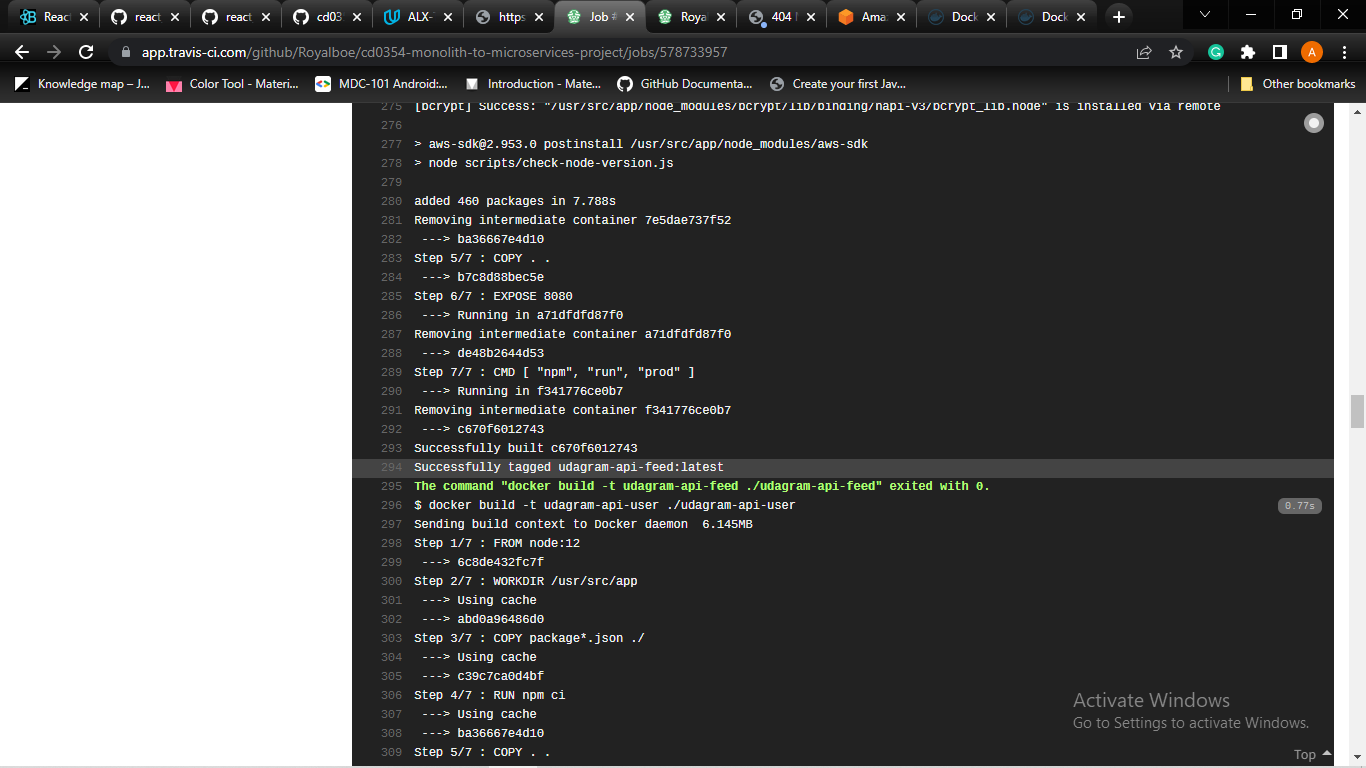 Reac
react
react
cd03
ALX-
https
Job #
Roya
404
Ama
Dock
Dock
app.travis-ci.com/github/Royalboe/cd0354-monolith-to-microservices-project/jobs/578733957
A
Knowledge map – J...
Color Tool - Materi...
MDC-101 Android:...
Introduction - Mate...
GitHub Documenta...
Create your first Jav...
Other bookmarks
275 [bcrypt] Success: "/usr/src/app/node_modules/bcrypt/lib/binding/napi-v3/bcrypt_lib.node" is installed via remote
276
277 > aws-sdk@2.953.0 postinstall /usr/src/app/node_modules/aws-sdk
278 > node scripts/check-node-version.js
279
280 added 460 packages in 7.788s
281 Removing intermediate container 7e5dae737f52
282 ---> ba36667e4d10
283 Step 5/7 : COPY . .
284 ---> b7c8d88bec5e
285 Step 6/7 : EXPOSE 8080
286 ---> Running in a71dfdfd87f0
287 Removing intermediate container a71dfdfd87f0
288 ---> de48b2644d53
289 Step 7/7 : CMD [ "npm", "run", "prod" ]
290 ---> Running in f341776ce0b7
291 Removing intermediate container f341776ce0b7
292 ---> c670f6012743
293 Successfully built c670f6012743
294 Successfully tagged udagram-api-feed:latest
295 The command "docker build -t udagram-api-feed ./udagram-api-feed" exited with 0.
296 $ docker build -t udagram-api-user ./udagram-api-user 0.77s
297 Sending build context to Docker daemon 6.145MB
298 Step 1/7 : FROM node:12
299 ---> 6c8de432fc7f
300 Step 2/7 : WORKDIR /usr/src/app
301 ---> Using cache
302 ---> abd0a96486d0
303 Step 3/7 : COPY package*.json ./
304 ---> Using cache
305 ---> c39c7ca0d4bf
306 Step 4/7 : RUN npm ci
307 ---> Using cache
308 ---> ba36667e4d10
309 Step 5/7 : COPY . .
Activate Windows
Go to Settings to activate Windows.
Top